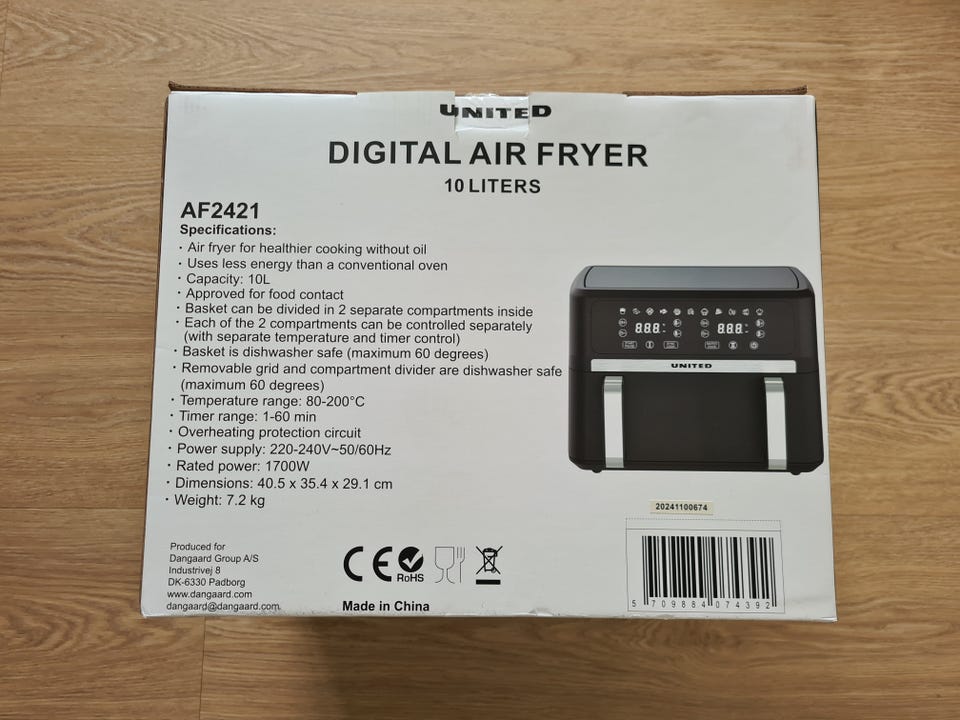 UNITED
DIGITAL AIR FRYER
10 LITERS
AF2421
Specifications:
· Air fryer for healthier cooking without oil
· Uses less energy than a conventional oven
· Capacity: 10L
· Approved for food contact
· Basket can be divided in 2 separate compartments inside
· Each of the 2 compartments can be controlled separately
(with separate temperature and timer control)
· Basket is dishwasher safe (maximum 60 degrees)
· Removable grid and compartment divider are dishwasher safe
(maximum 60 degrees)
· Temperature range: 80-200°C
· Timer range: 1-60 min
· Overheating protection circuit
· Power supply: 220-240V~50/60Hz
· Rated power: 1700W
· Dimensions: 40.5 x 35.4 x 29.1 cm
· Weight: 7.2 kg
8.8.8. 8.8.8.
UNITED
20241100674
Produced for
Dangaard Group A/S
Industrivej 8
DK-6330 Padborg
www.dangaard.com
dangaard@dangaard.com
CE RoHS
Made in China
5 709884 074392